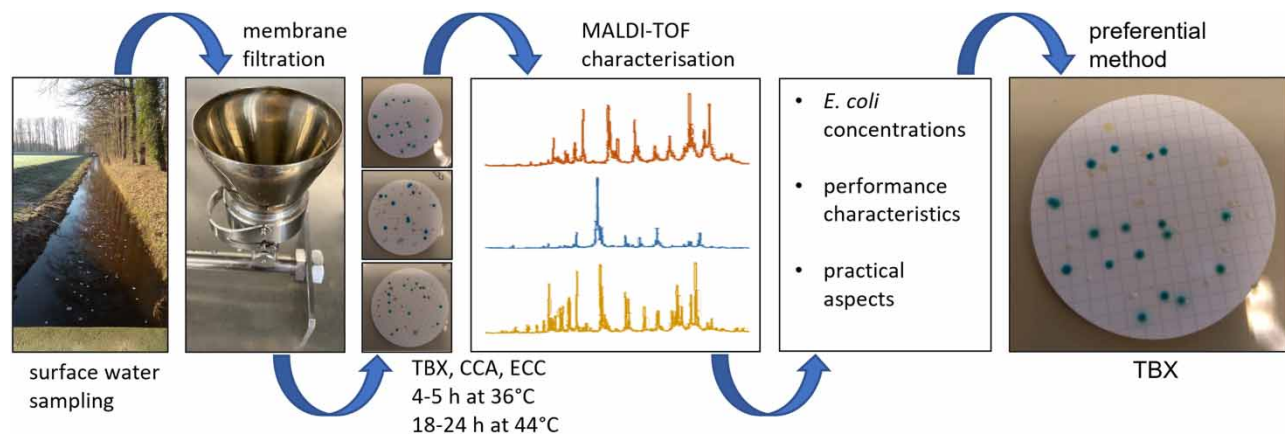 surface water
sampling
membrane
filtration
TBX, CCA, ECC
4-5 h at 36°C
18-24 h at 44°C
MALDI-TOF
characterisation
• E. coli
concentrations
• performance
characteristics
• practical
aspects
preferential
method
TBX